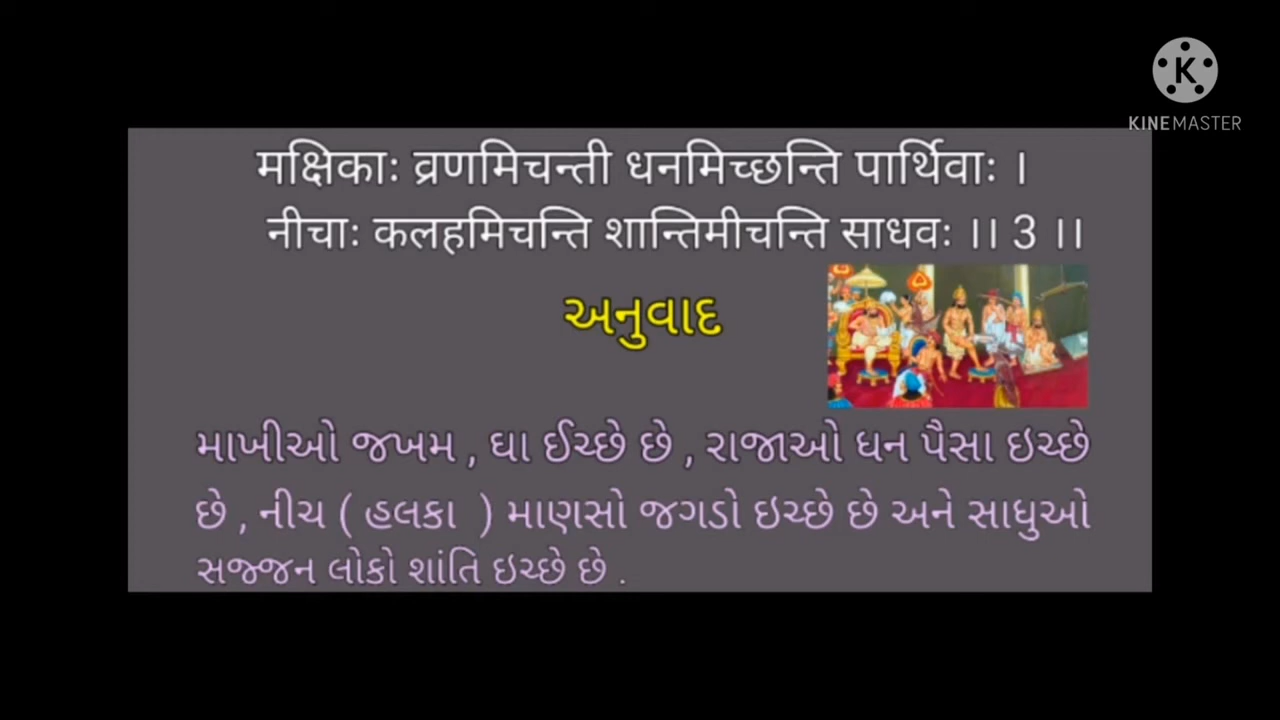 K
KINEMASTER
मक्षिकाः व्रणमिचन्ती धनमिच्छन्ति पार्थिवाः ।
नीचाः कलहमिचन्ति शान्तिमीचन्ति साधवः ।। 3 ।।
અનુવાદ
માખીઓ જખમ , ઘા ઈચ્છે છે , રાજાઓ ધન પૈસા ઇચ્છે
છે , નીચ ( હલકા ) માણસો જગડો ઇચ્છે છે અને સાધુઓ
સજ્જન લોકો શાંતિ ઇચ્છે છે .